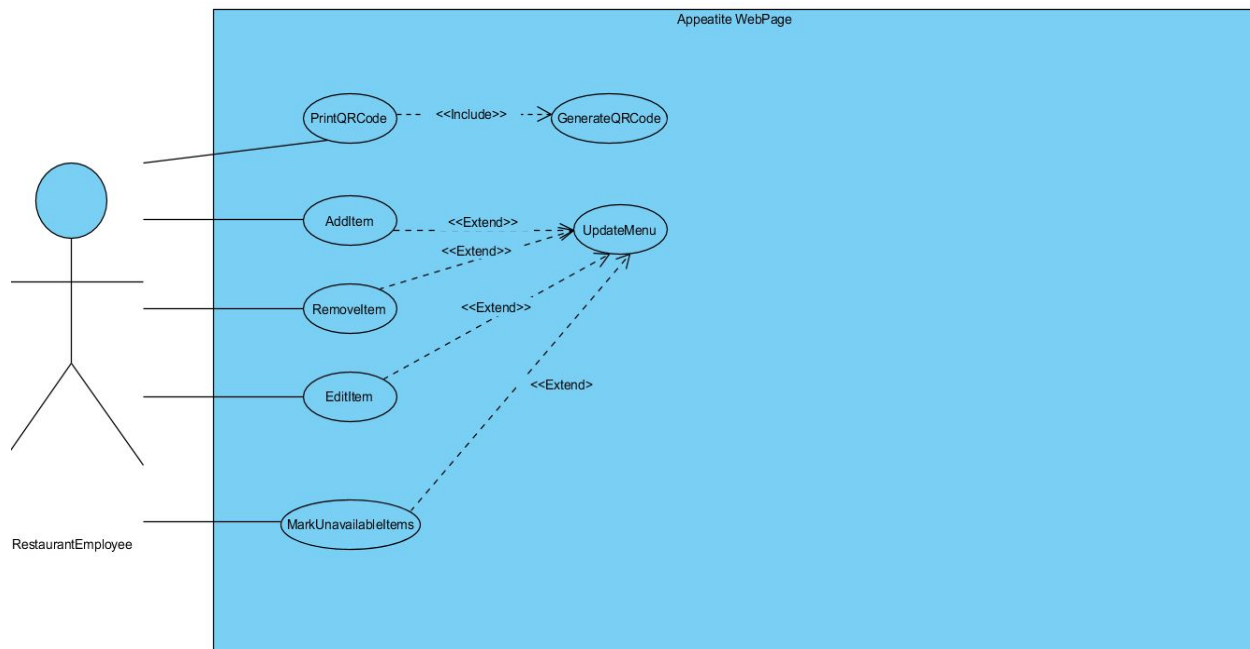 Appeatite WebPage
PrintQRCode
<<Include>>
GenerateQRCode
AddItem
<<Extend>>
UpdateMenu
<<Extend>>
RemoveItem
<<Extend>>
EditItem
<<Extend>
MarkUnavailableItems
RestaurantEmployee